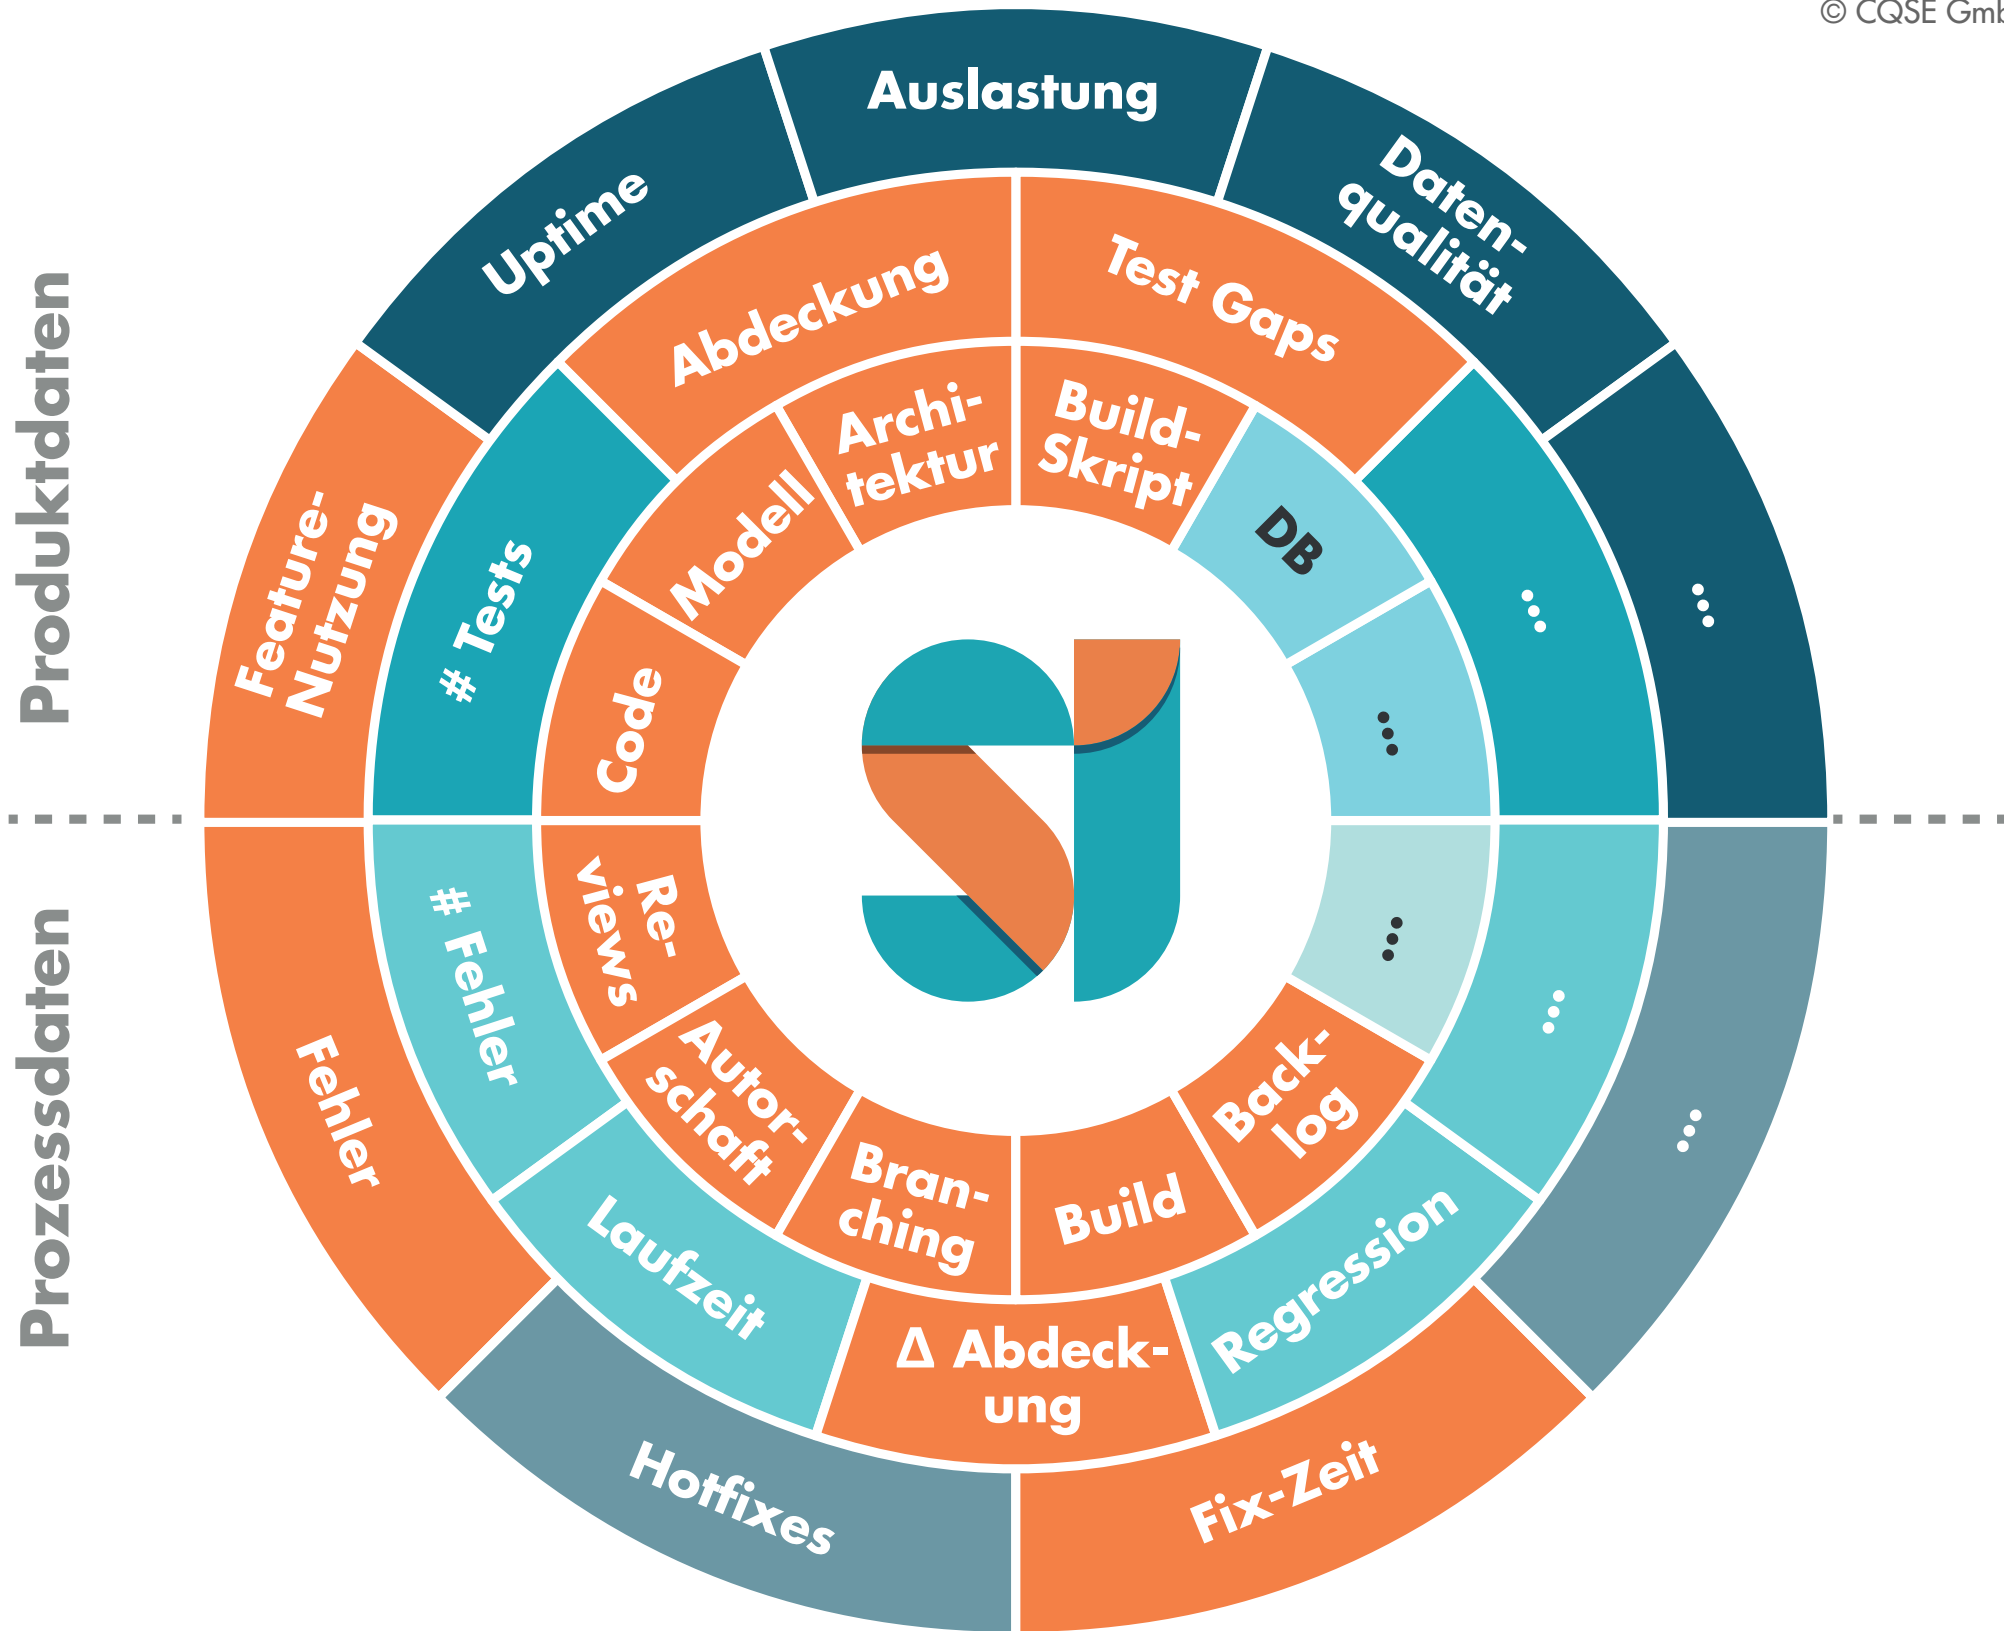 © CQSE Gmb
Produktdaten
Prozessdaten
Auslastung
Uptime
Daten-
qualität
Feature-
Nutzung
...
Abdeckung
Test Gaps
# Tests
...
Archi-
tektur
Build-
Skript
Modell
DB
Code
...
Re-
views
...
Autor-
schaft
Back-
log
Bran-
ching
Build
# Fehler
...
Laufzeit
Regression
Δ Abdeck-
ung
Fehler
...
Hotfixes
Fix-Zeit